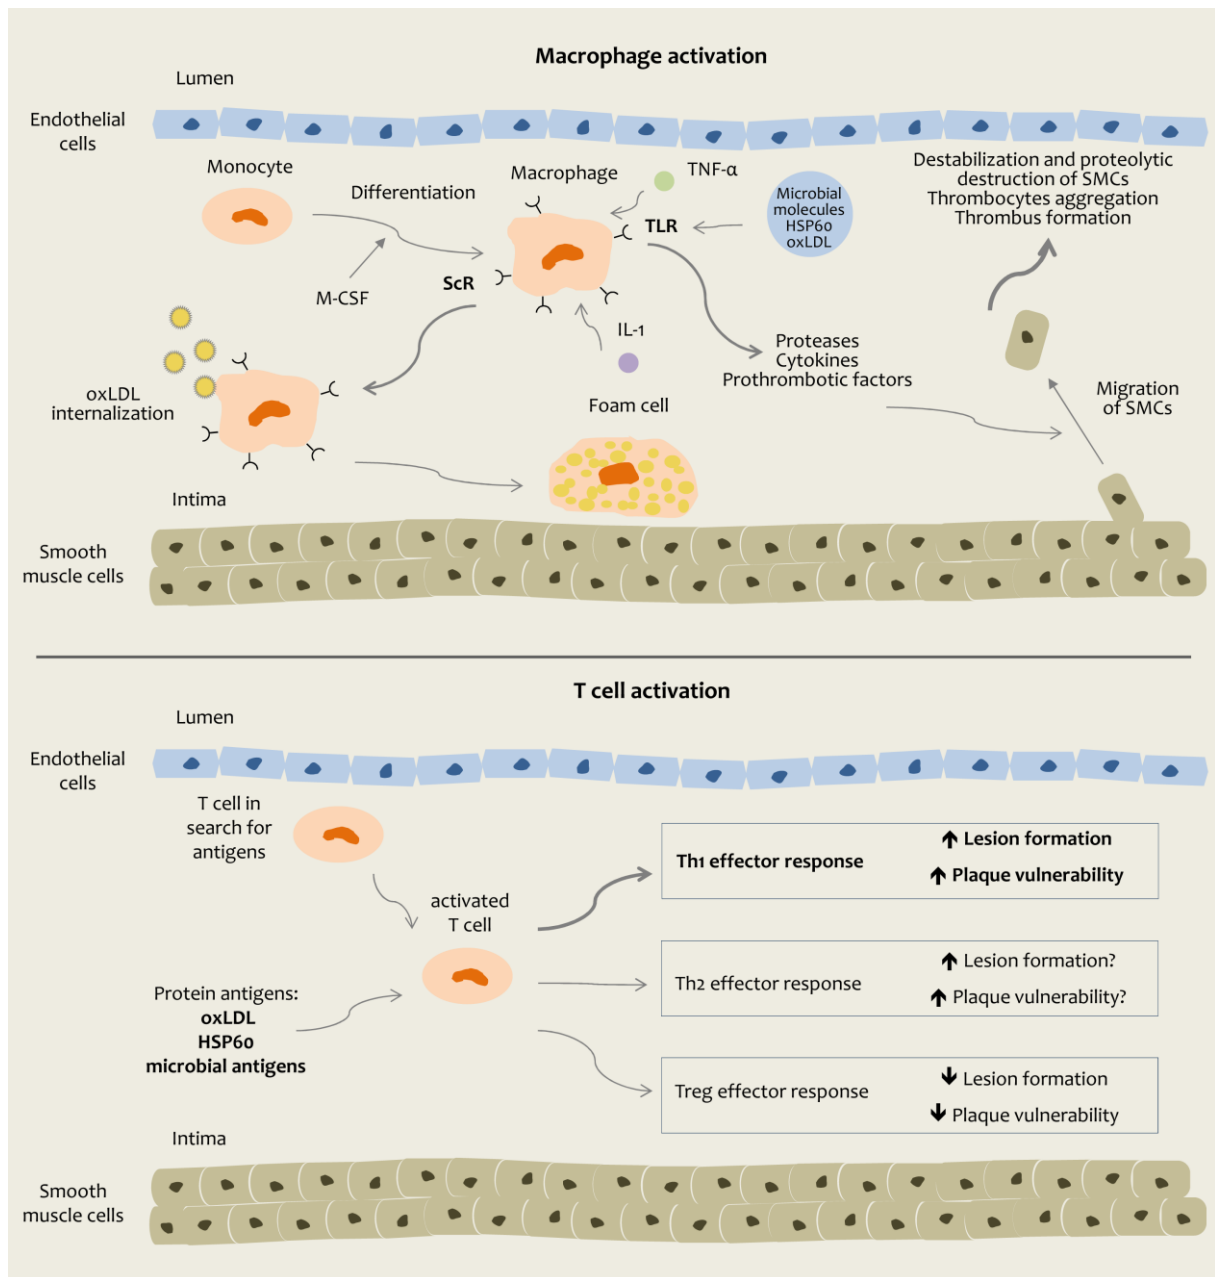 Macrophage activation
Lumen
Endothelial
cells
Monocyte
Differentiation
Macrophage
TNF-α
Microbial
molecules
HSP60
oxLDL
Destabilization and proteolytic
destruction of SMCs
Thrombocytes aggregation
Thrombus formation
TLR
ScR
M-CSF
IL-1
Proteases
Cytokines
Prothrombotic factors
oxLDL
internalization
Foam cell
Migration
of SMCs
Intima
Smooth
muscle cells
T cell activation
Lumen
Endothelial
cells
T cell in
search for
antigens
activated
T cell
Th1 effector response
Lesion formation
Plaque vulnerability
Protein antigens:
oxLDL
HSP60
microbial antigens
Th2 effector response
Lesion formation?
Plaque vulnerability?
Treg effector response
Lesion formation
Plaque vulnerability
Intima
Smooth
muscle cells